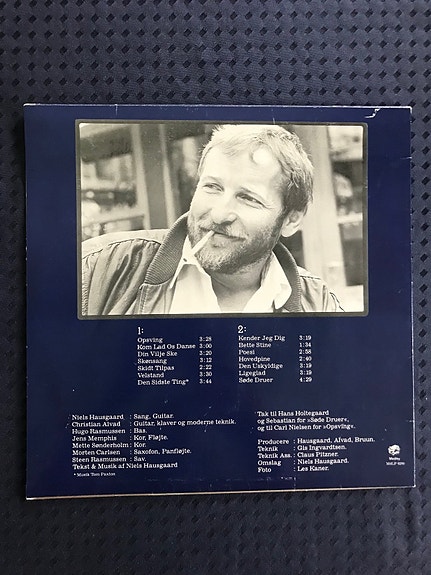 1:
Opsving 3:28
Kom Lad Os Danse 3:00
Din Vilje Ske 3:20
Skønsang 3:12
Skidt Tilpas 2:22
Velstand 3:30
Den Sidste Ting* 3:44
2:
Kender Jeg Dig 3:19
Bette Stine 1:34
Poesi 2:58
Hovedpine 2:40
Den Uskyldige 3:19
Ligeglad 3:19
Søde Druer 4:29
Niels Hausgaard : Sang, Guitar.
Christian Alvad : Guitar, klaver og moderne teknik.
Hugo Rasmussen : Bas.
Jens Memphis : Kor, Fløjte.
Mette Sønderholm : Kor.
Morten Carlsen : Saxofon, Panfløjte.
Steen Rasmussen : Sav.
Tekst & Musik af Niels Hausgaard
* Musik Tom Paxton
Tak til Hans Holtegaard
og Sebastian for »Søde Druer«,
og til Carl Nielsen for »Opsving«.
Producere : Hausgaard, Alvad, Bruun.
Teknik : Gis Ingvardtsen.
Teknik Ass. : Claus Pitzner.
Omslag : Niels Hausgaard
Foto : Les Kaner.
Medley